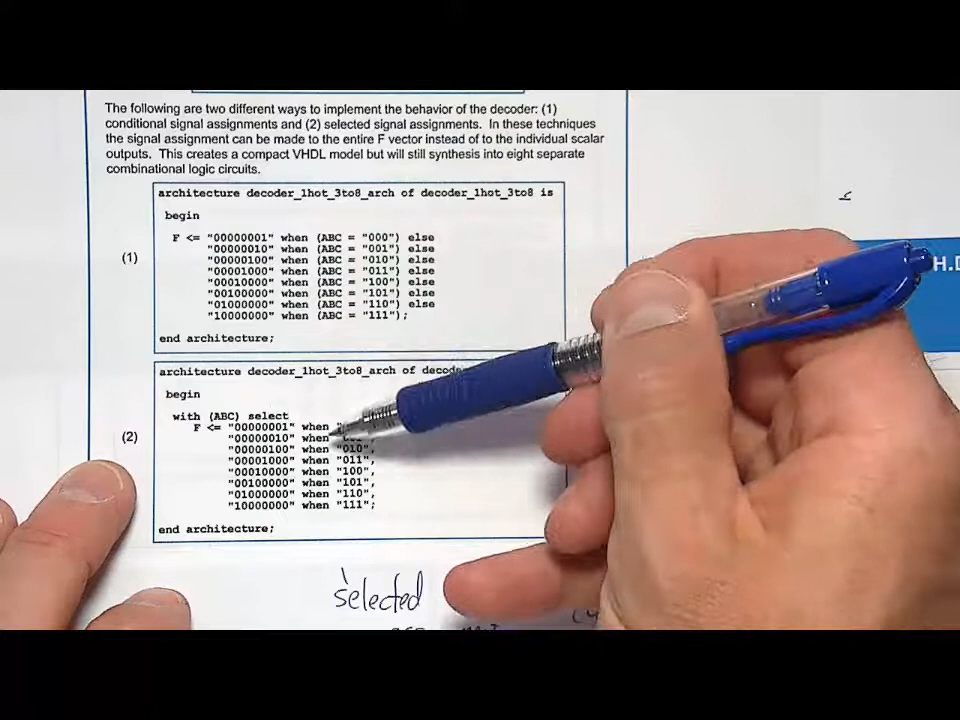 The following are two different ways to implement the behavior of the decoder: (1)
conditional signal assignments and (2) selected signal assignments. In these techniques
the signal assignment can be made to the entire F vector instead of to the individual scalar
outputs. This creates a compact VHDL model but will still synthesis into eight separate
combinational logic circuits.
architecture decoder_1hot_3to8_arch of decoder_1hot_3to8 is
begin
F <= "00000001" when (ABC = "000") else
"00000010" when (ABC = "001") else
(1) "00000100" when (ABC = "010") else
"00001000" when (ABC = "011") else
"00010000" when (ABC = "100") else
"00100000" when (ABC = "101") else
"01000000" when (ABC = "110") else
"10000000" when (ABC = "111");
end architecture;
architecture decoder_1hot_3to8_arch of
begin
with (ABC) select
F <= "00000001" when
(2) "00000010" when
"00000100" when "010",
"00001000" when "011",
"00010000" when "100",
"00100000" when "101",
"01000000" when "110",
"10000000" when "111";
end architecture;
selected
H.D